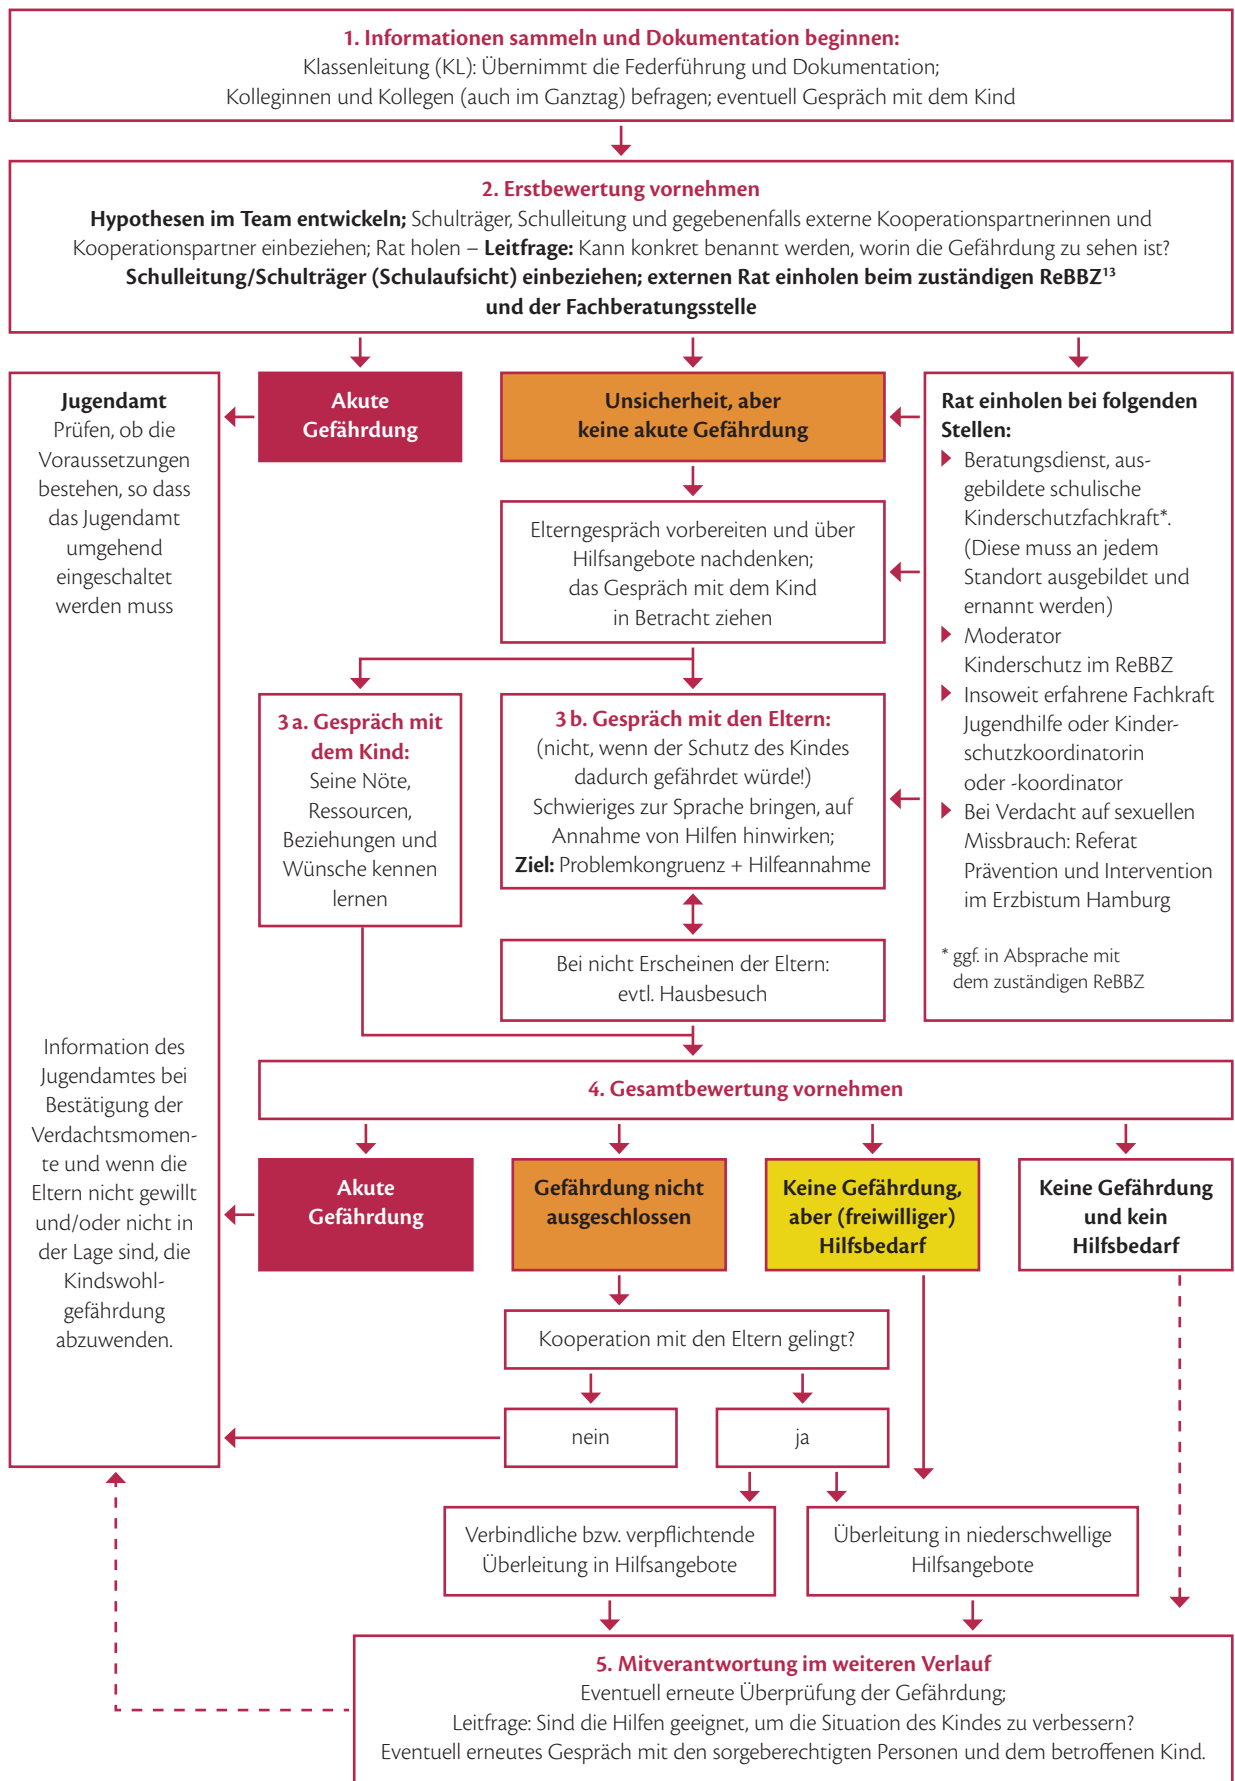 1. Informationen sammeln und Dokumentation beginnen:
Klassenleitung (KL): Übernimmt die Federführung und Dokumentation;
Kolleginnen und Kollegen (auch im Ganztag) befragen; eventuell Gespräch mit dem Kind
2. Erstbewertung vornehmen
Hypothesen im Team entwickeln; Schulträger, Schulleitung und gegebenenfalls externe Kooperationspartnerinnen und
Kooperationspartner einbeziehen; Rat holen – Leitfrage: Kann konkret benannt werden, worin die Gefährdung zu sehen ist?
Schulleitung/Schulträger (Schulaufsicht) einbeziehen; externen Rat einholen beim zuständigen ReBBZ¹³
und der Fachberatungsstelle
Jugendamt
Prüfen, ob die
Voraussetzungen
bestehen, so dass
das Jugendamt
umgehend
eingeschaltet
werden muss
Akute
Gefährdung
Unsicherheit, aber
keine akute Gefährdung
Rat einholen bei folgenden
Stellen:
Beratungsdienst, aus-
gebildete schulische
Kinderschutzfachkraft*.
(Diese muss an jedem
Standort ausgebildet und
ernannt werden)
Moderator
Kinderschutz im ReBBZ
Insoweit erfahrene Fachkraft
Jugendhilfe oder Kinder-
schutzkoordinatorin
oder -koordinator
Bei Verdacht auf sexuellen
Missbrauch: Referat
Prävention und Intervention
im Erzbistum Hamburg
* ggf. in Absprache mit
dem zuständigen ReBBZ
Elterngespräch vorbereiten und über
Hilfsangebote nachdenken;
das Gespräch mit dem Kind
in Betracht ziehen
3 a. Gespräch mit
dem Kind:
Seine Nöte,
Ressourcen,
Beziehungen und
Wünsche kennen
lernen
3 b. Gespräch mit den Eltern:
(nicht, wenn der Schutz des Kindes
dadurch gefährdet würde!)
Schwieriges zur Sprache bringen, auf
Annahme von Hilfen hinwirken;
Ziel: Problemkongruenz + Hilfeannahme
Bei nicht Erscheinen der Eltern:
evtl. Hausbesuch
Information des
Jugendamtes bei
Bestätigung der
Verdachtsmomen-
te und wenn die
Eltern nicht gewillt
und/oder nicht in
der Lage sind, die
Kindswohl-
gefährdung
abzuwenden.
4. Gesamtbewertung vornehmen
Akute
Gefährdung
Gefährdung nicht
ausgeschlossen
Keine Gefährdung,
aber (freiwilliger)
Hilfsbedarf
Keine Gefährdung
und kein
Hilfsbedarf
Kooperation mit den Eltern gelingt?
nein
ja
Verbindliche bzw. verpflichtende
Überleitung in Hilfsangebote
Überleitung in niederschwellige
Hilfsangebote
5. Mitverantwortung im weiteren Verlauf
Eventuell erneute Überprüfung der Gefährdung;
Leitfrage: Sind die Hilfen geeignet, um die Situation des Kindes zu verbessern?
Eventuell erneutes Gespräch mit den sorgeberechtigten Personen und dem betroffenen Kind.